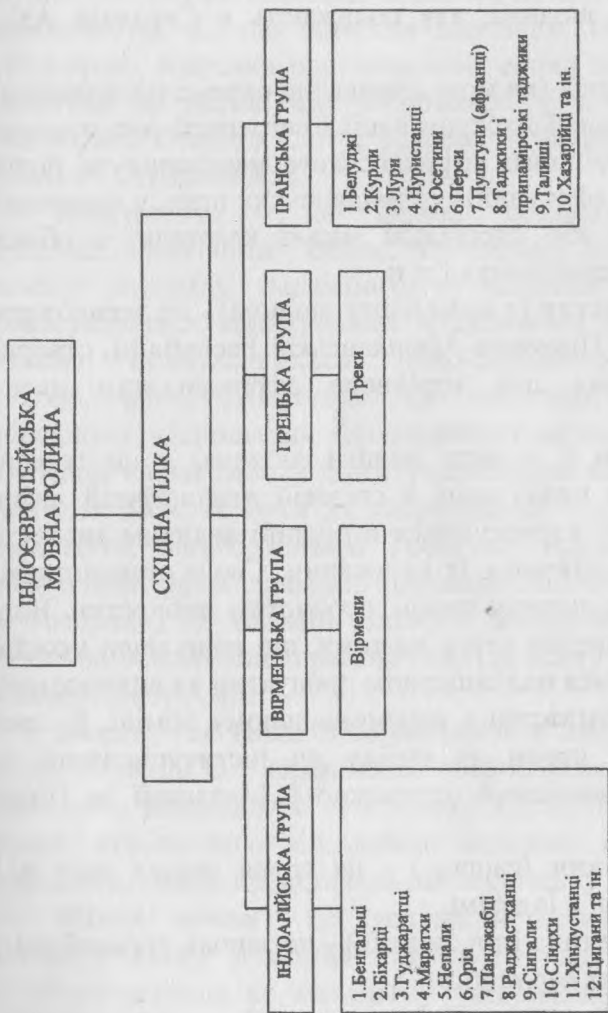 ІНДОЄВРОПЕЙСЬКА
МОВНА РОДИНА
СХІДНА ГІЛКА
ІНДОАРІЙСЬКА ГРУПА
1.Бенгальці
2.Біхарці
3.Гуджаратці
4.Маратхи
5.Непали
6.Орія
7.Панджабці
8.Раджастханці
9.Сінгали
10.Сіндхи
11.Хіндустанці
12.Цигани та ін.
ВІРМЕНСЬКА ГРУПА
Вірмени
ГРЕЦЬКА ГРУПА
Греки
ІРАНСЬКА ГРУПА
1.Белуджі
2.Курди
3.Лури
4.Нуристанці
5.Осетини
6.Перси
7.Пуштуни (афганці)
8.Таджики і
припамірські таджики
9.Талиші
10.Хазарійці та ін.